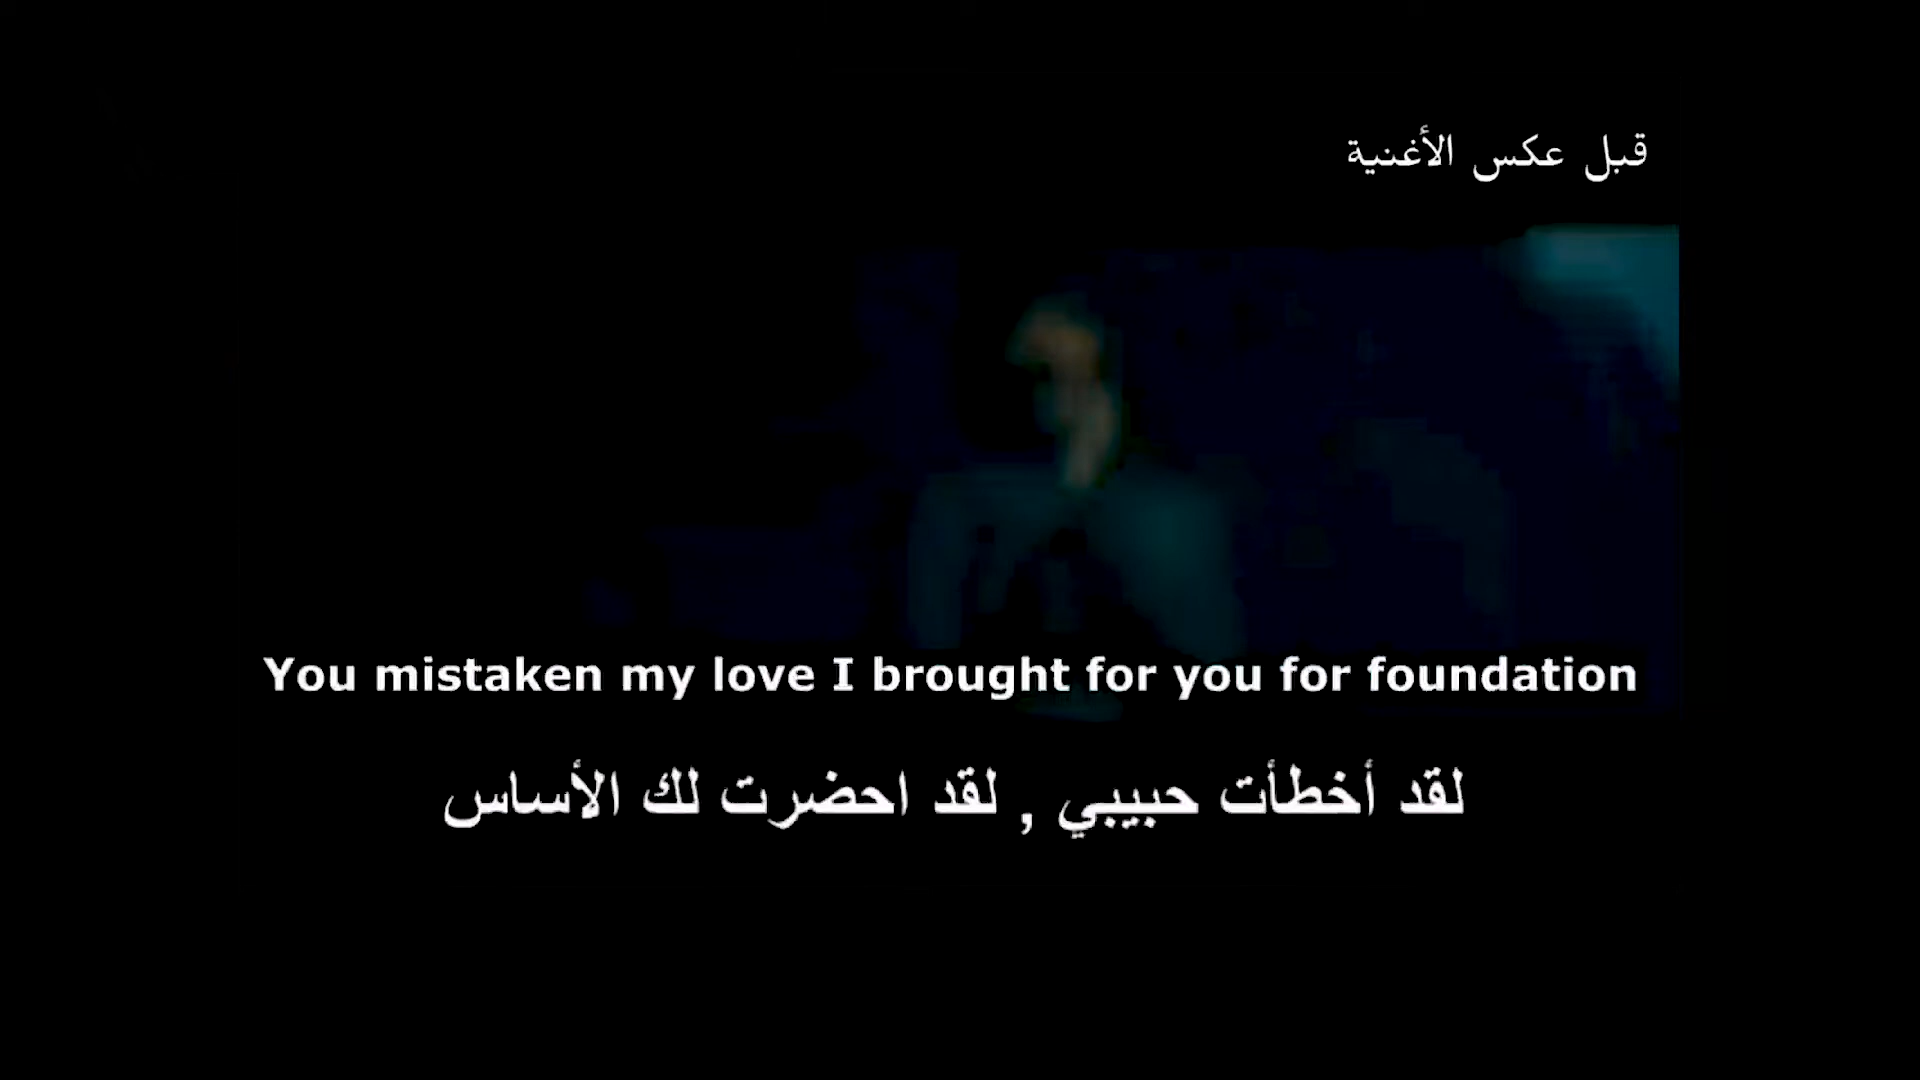 قبل عكس الأغنية
You mistaken my love I brought for you for foundation
لقد أخطأت حبيبي , لقد احضرت لك الأساس